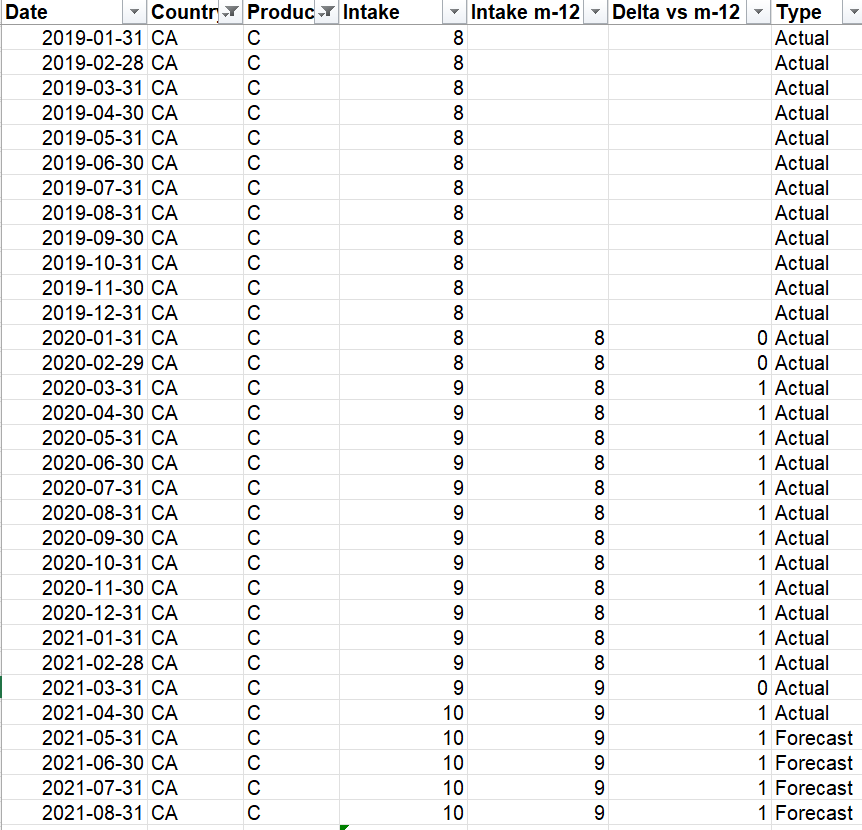 Date Country Produc Intake Intake m-12 Delta vs m-12 Type
2019-01-31 CA C 8 Actual
2019-02-28 CA C 8 Actual
2019-03-31 CA C 8 Actual
2019-04-30 CA C 8 Actual
2019-05-31 CA C 8 Actual
2019-06-30 CA C 8 Actual
2019-07-31 CA C 8 Actual
2019-08-31 CA C 8 Actual
2019-09-30 CA C 8 Actual
2019-10-31 CA C 8 Actual
2019-11-30 CA C 8 Actual
2019-12-31 CA C 8 Actual
2020-01-31 CA C 8 8 0 Actual
2020-02-29 CA C 8 8 0 Actual
2020-03-31 CA C 9 8 1 Actual
2020-04-30 CA C 9 8 1 Actual
2020-05-31 CA C 9 8 1 Actual
2020-06-30 CA C 9 8 1 Actual
2020-07-31 CA C 9 8 1 Actual
2020-08-31 CA C 9 8 1 Actual
2020-09-30 CA C 9 8 1 Actual
2020-10-31 CA C 9 8 1 Actual
2020-11-30 CA C 9 8 1 Actual
2020-12-31 CA C 9 8 1 Actual
2021-01-31 CA C 9 8 1 Actual
2021-02-28 CA C 9 8 1 Actual
2021-03-31 CA C 9 9 0 Actual
2021-04-30 CA C 10 9 1 Actual
2021-05-31 CA C 10 9 1 Forecast
2021-06-30 CA C 10 9 1 Forecast
2021-07-31 CA C 10 9 1 Forecast
2021-08-31 CA C 10 9 1 Forecast